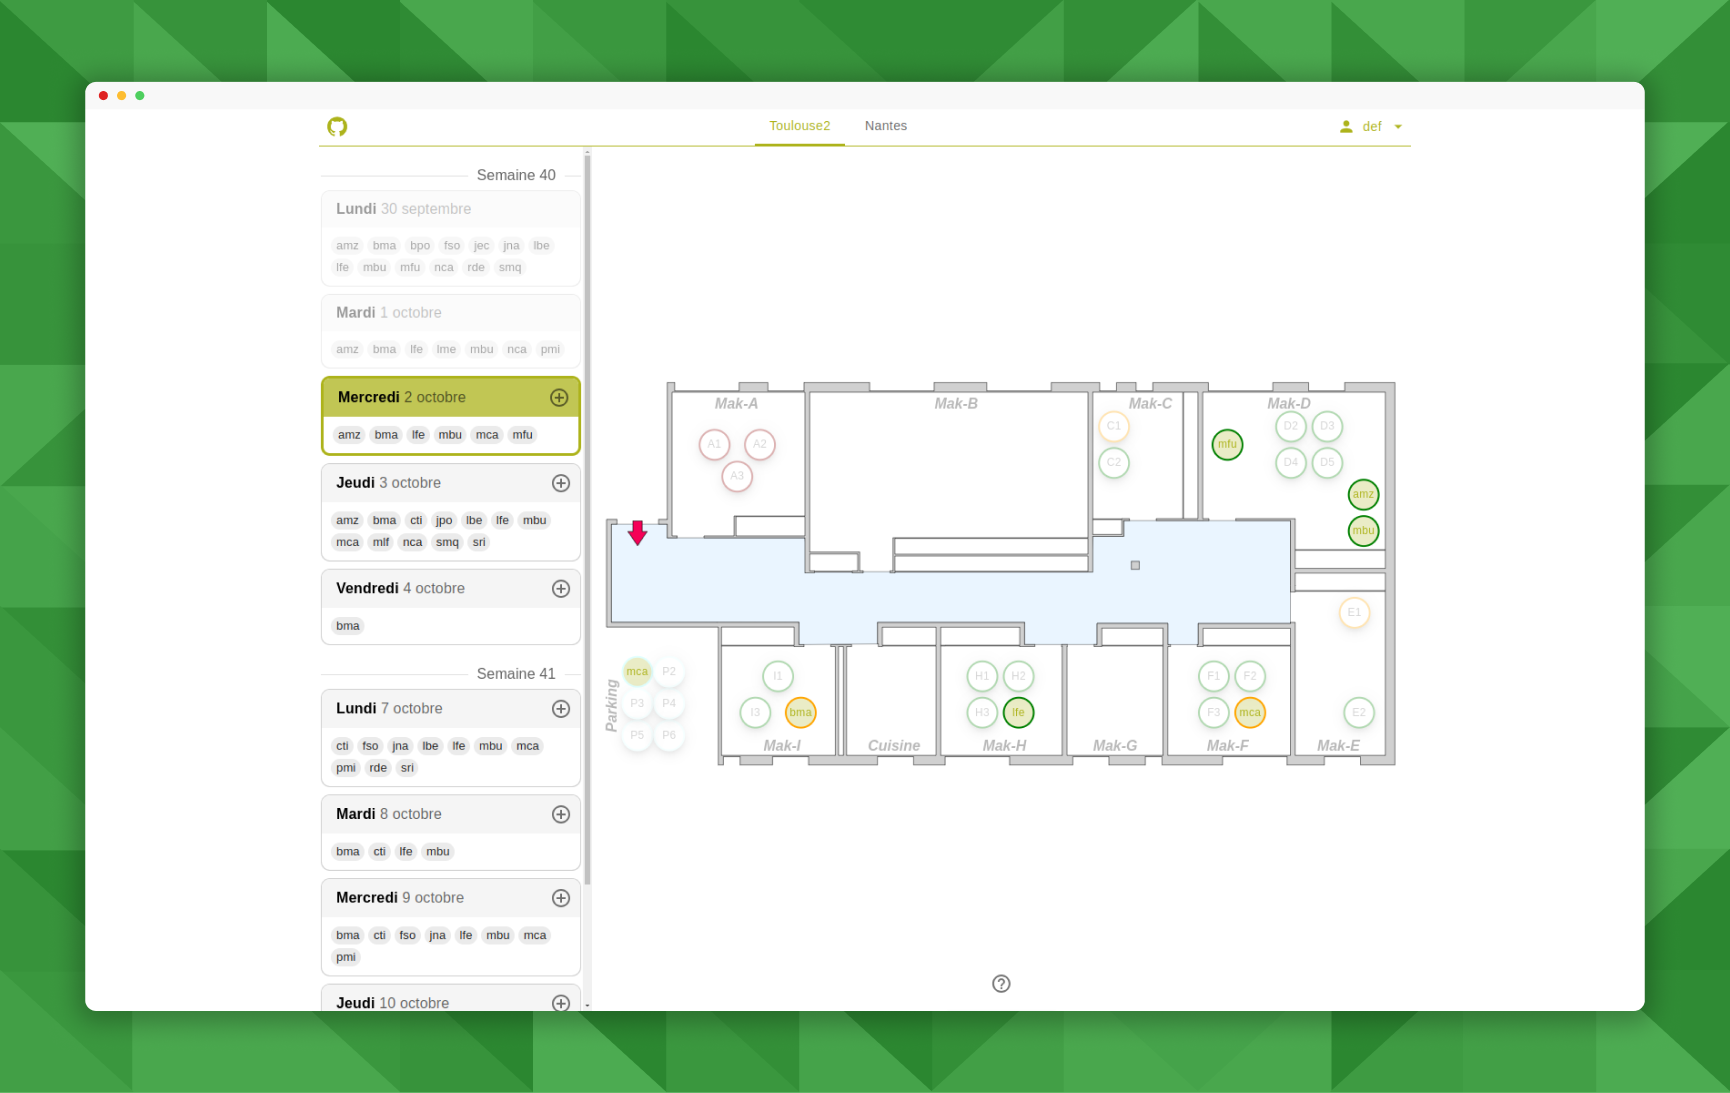 Toulouse2 Nantes def
Semaine 40
Lundi 30 septembre
amz bma bpo fso jec jna lbe
lfe mbu mfu nca rde smq
Mardi 1 octobre
amz bma lfe lme mbu nca pmi
Mercredi 2 octobre
amz bma lfe mbu mca mfu
Jeudi 3 octobre
amz bma cti jpo lbe lfe mbu
mca mlf nca smq sri
Vendredi 4 octobre
bma
Semaine 41
Lundi 7 octobre
cti fso jna lbe lfe mbu mca
pmi rde sri
Mardi 8 octobre
bma cti lfe mbu
Mercredi 9 octobre
bma cti fso jna lfe mbu mca
pmi
Jeudi 10 octobre
Mak-A Mak-B Mak-C Mak-D
C1 D2 D3
A1 A2 mfu
C2 D4 D5
A3
amz
mbu
E1
mca P2 I1 H1 H2 F1 F2
P3 P4 I3 bma H3 lfe F3 mca E2
P5 P6
Parking
Mak-I Cuisine Mak-H Mak-G Mak-F Mak-E